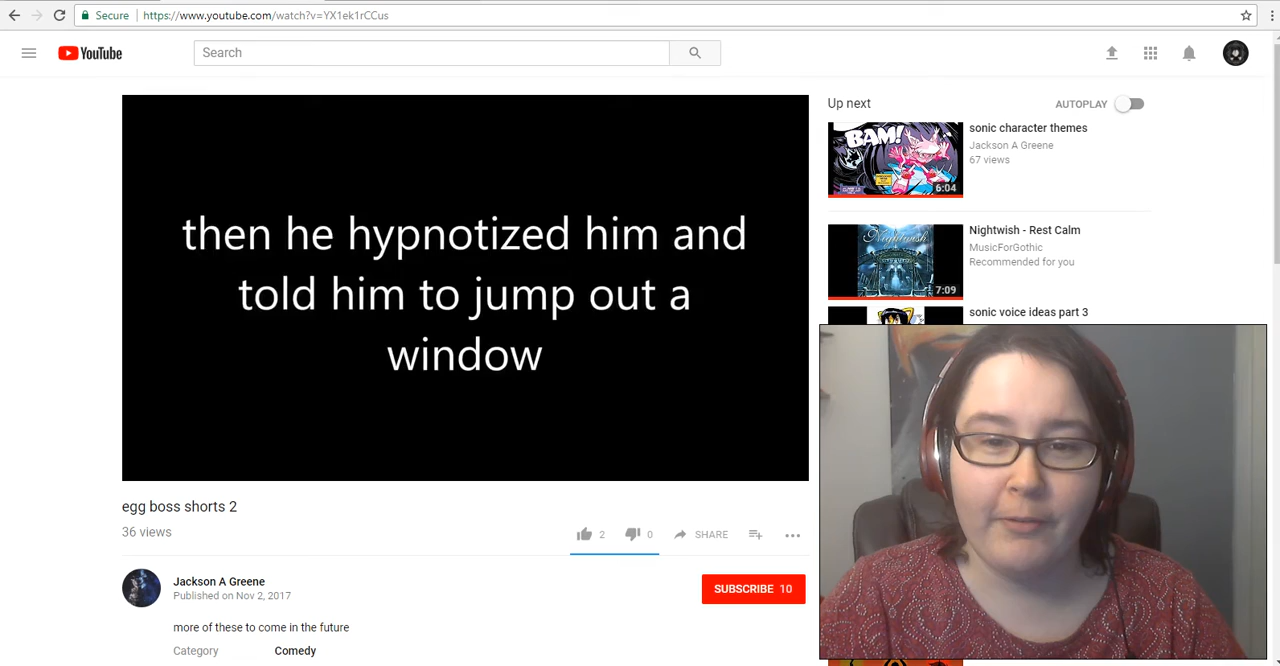 Secure https://www.youtube.com/watch?v=YX1ek1rCCus
YouTube
Search
then he hypnotized him and
told him to jump out a
window
egg boss shorts 2
36 views
2
0
SHARE
Jackson A Greene
Published on Nov 2, 2017
SUBSCRIBE 10
more of these to come in the future
Category Comedy
Up next
AUTOPLAY
BAM!
6:04
sonic character themes
Jackson A Greene
67 views
Nightwish
7:09
Nightwish - Rest Calm
MusicForGothic
Recommended for you
sonic voice ideas part 3